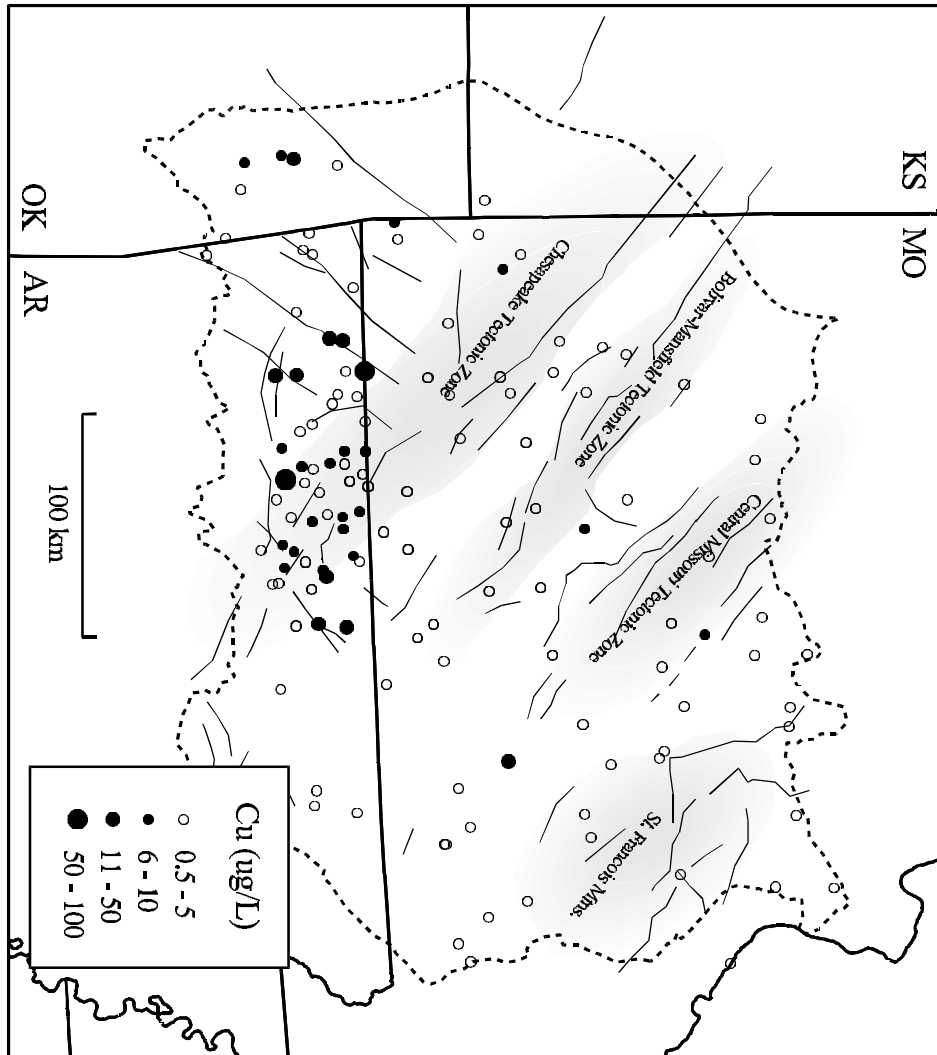 KS
MO
OK
AR
Chesapeake Tectonic Zone
Bolivar-Mansfield Tectonic Zone
Central Missouri Tectonic Zone
St. Francois Mtns.
100 km
Cu (ug/L)
0.5 - 5
6 - 10
11 - 50
50 - 100